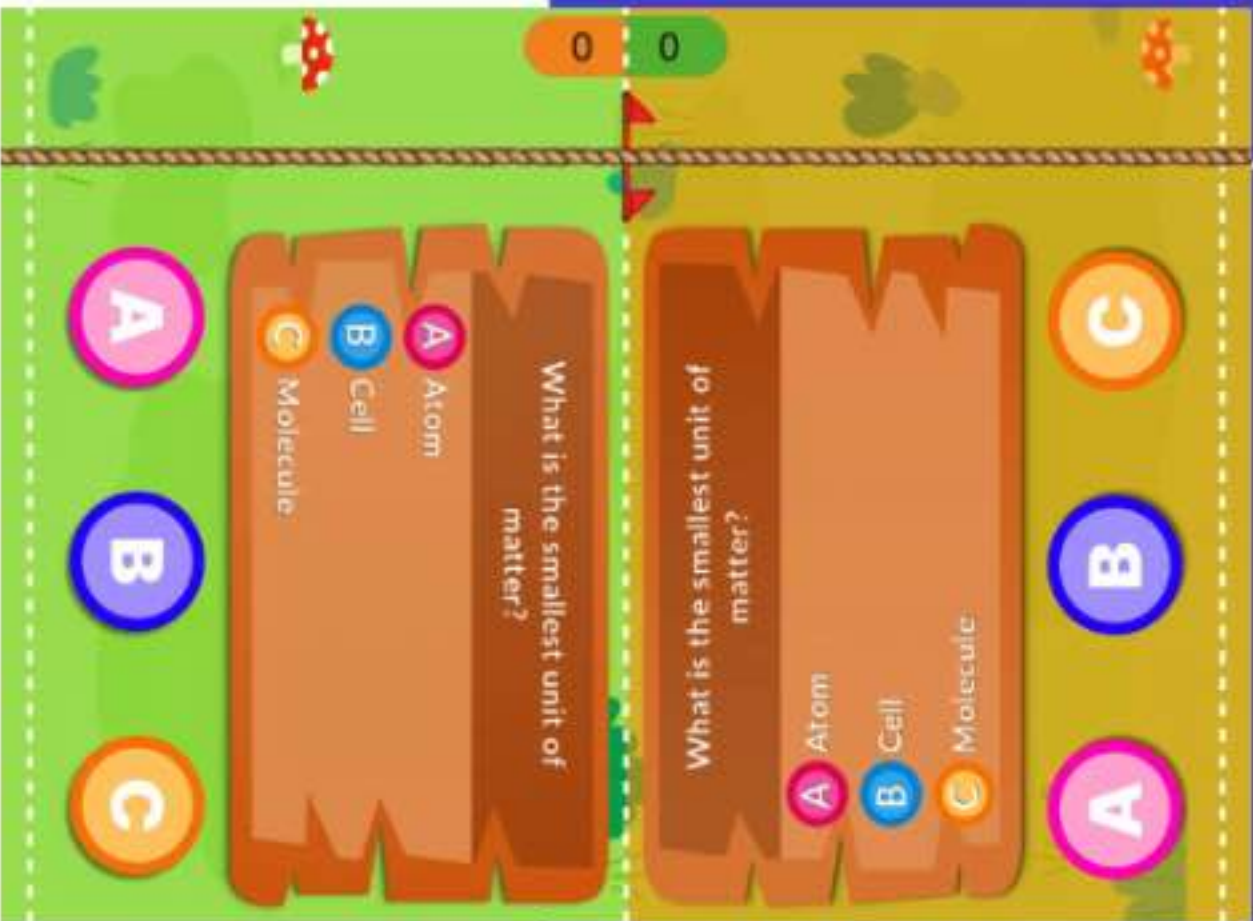 0
0
What is the smallest unit of
matter?
A Atom
B Cell
C Molecule
A
B
C
What is the smallest unit of
matter?
A Atom
B Cell
C Molecule
A
B
C